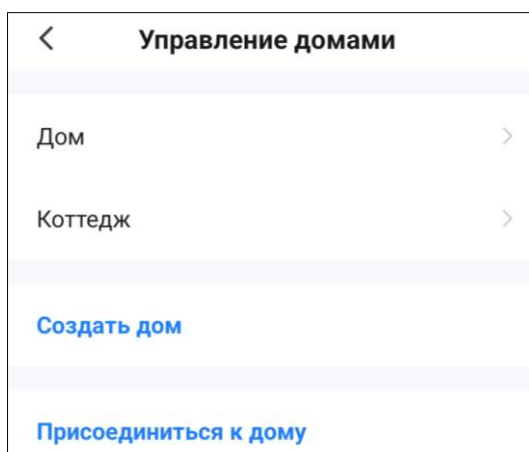 Управление домами
Дом
Коттедж
Создать дом
Присоединиться к дому